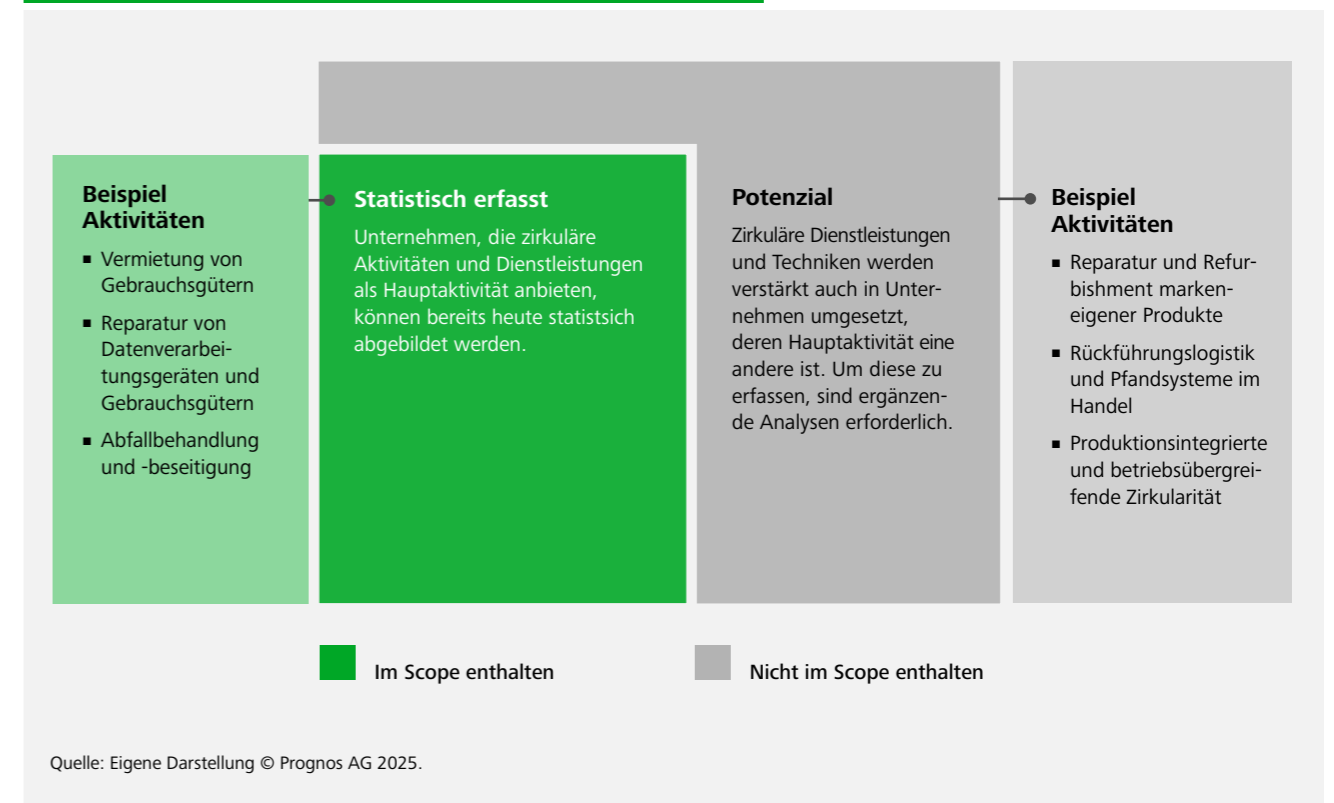 Beispiel
Aktivitäten
▪ Vermietung von
Gebrauchsgütern
▪ Reparatur von
Datenverarbei-
tungsgeräten und
Gebrauchsgütern
▪ Abfallbehandlung
und -beseitigung
Statistisch erfasst
Unternehmen, die zirkuläre
Aktivitäten und Dienstleistungen
als Hauptaktivität anbieten,
können bereits heute statistsich
abgebildet werden.
Potenzial
Zirkuläre Dienstleistungen
und Techniken werden
verstärkt auch in Unter-
nehmen umgesetzt,
deren Hauptaktivität eine
andere ist. Um diese zu
erfassen, sind ergänzen-
de Analysen erforderlich.
Beispiel
Aktivitäten
▪ Reparatur und Refur-
bishment marken-
eigener Produkte
▪ Rückführungslogistik
und Pfandsysteme im
Handel
▪ Produktionsintegrierte
und betriebsübergrei-
fende Zirkularität
Im Scope enthalten
Nicht im Scope enthalten
Quelle: Eigene Darstellung © Prognos AG 2025.